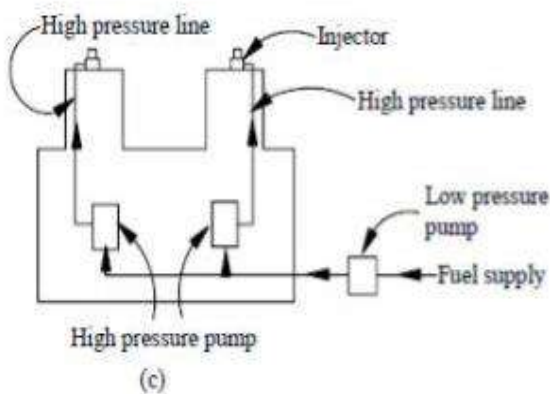 High pressure line
Injector
High pressure line
Low pressure
pump
Fuel supply
High pressure pump
(c)